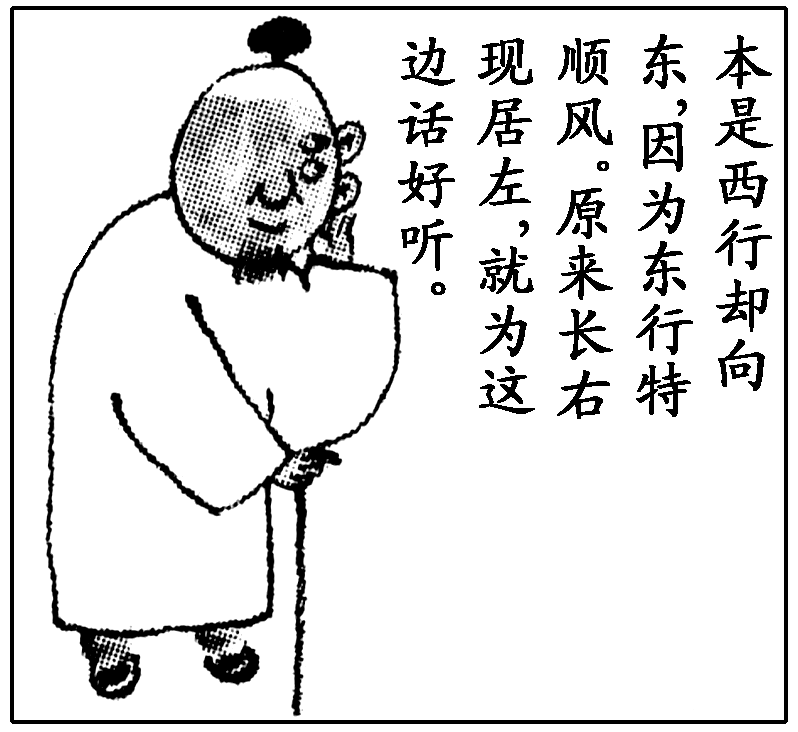 本是西行却向
东，因为东行特
顺风。原来长右
现居左，就为这
边话好听。